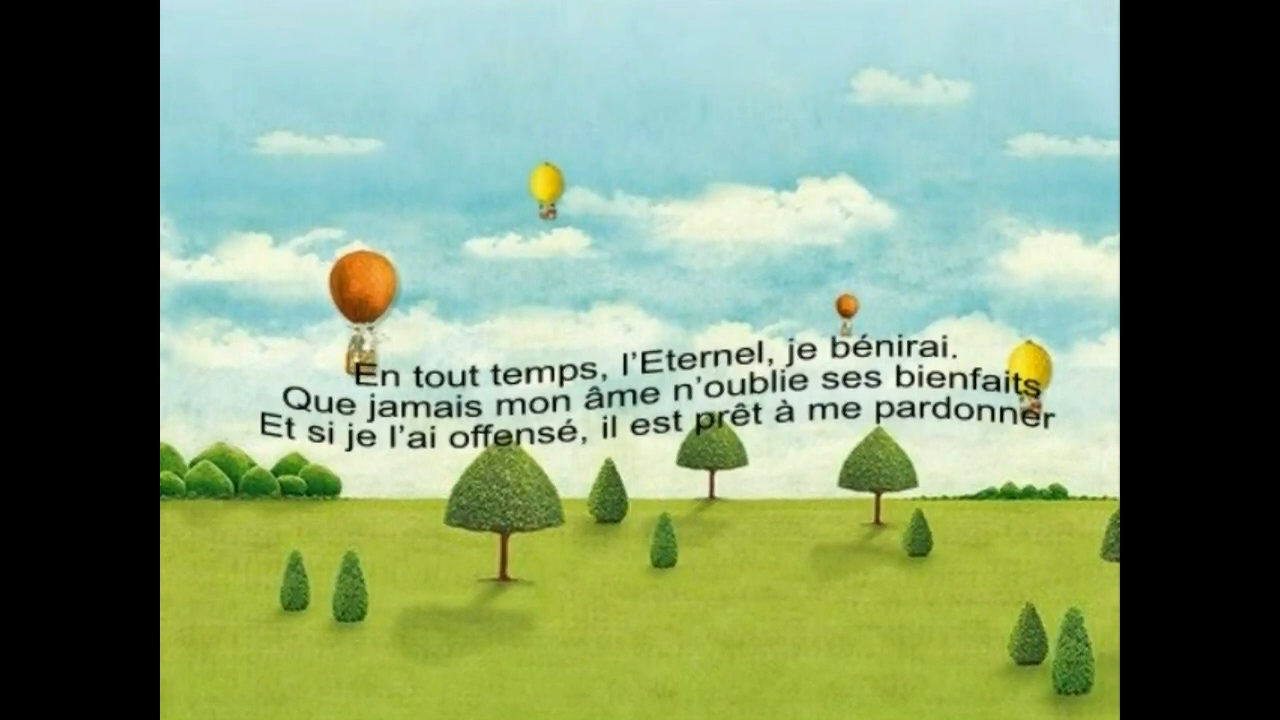 En tout temps, l’Eternel, je bénirai.
Que jamais mon âme n’oublie ses bienfaits
Et si je l’ai offensé, il est prêt à me pardonner